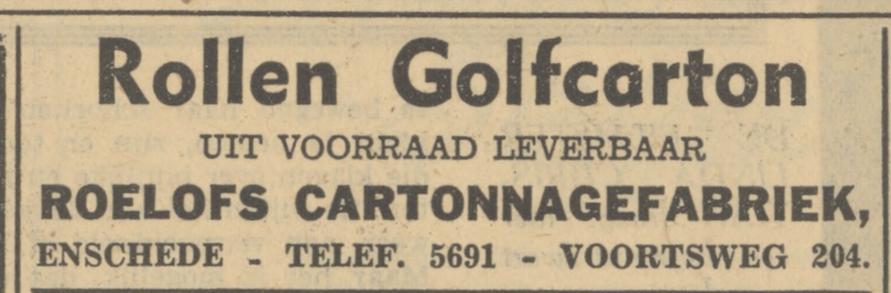 Rollen Golfcarton
UIT VOORRAAD LEVERBAAR
ROELOFS CARTONNAGEFABRIEK,
ENSCHEDE - TELEF. 5691 - VOORTSWEG 204.